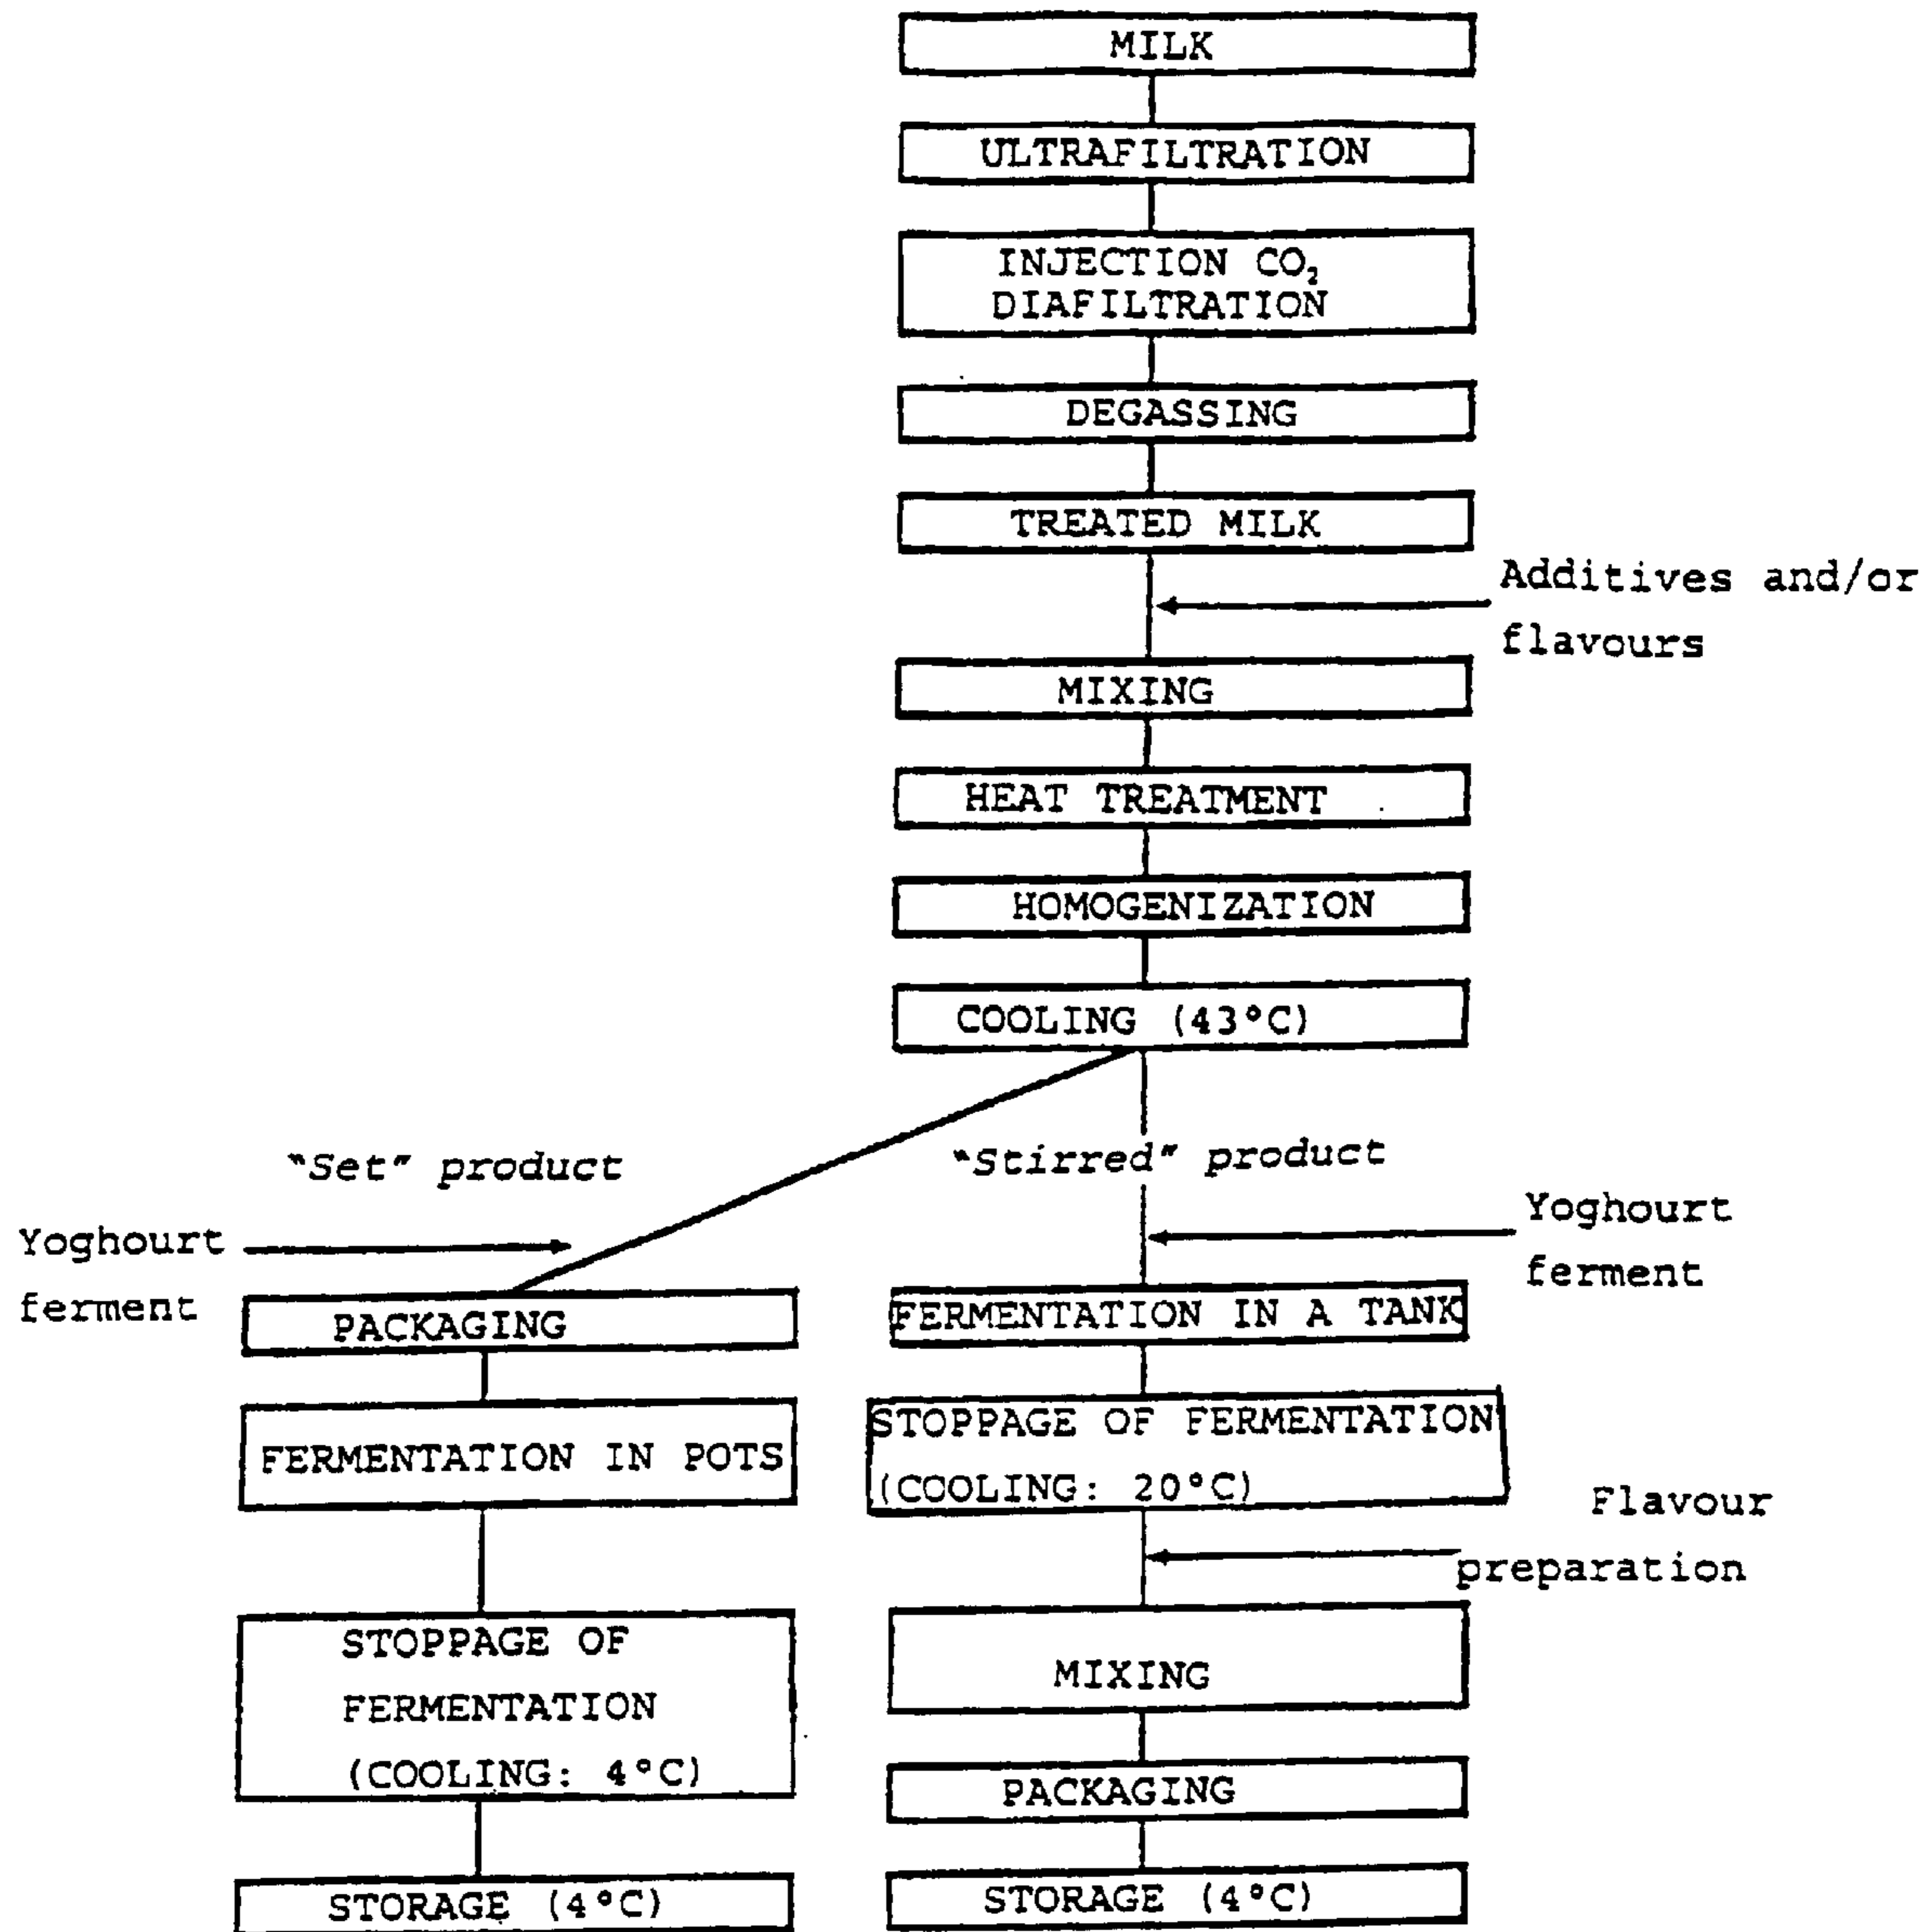 MILK
ULTRAFILTRATION
INJECTION CO₂
DIAFILTRATION
DEGASSING
TREATED MILK
Additives and/or
flavours
MIXING
HEAT TREATMENT
HOMOGENIZATION
COOLING (43°C)
"Set" product
"Stirred" product
Yoghourt
ferment
Yoghourt
ferment
PACKAGING
FERMENTATION IN POTS
STOPPAGE OF
FERMENTATION
(COOLING: 4°C)
STORAGE (4°C)
FERMENTATION IN A TANK
STOPPAGE OF FERMENTATION
(COOLING: 20°C)
Flavour
preparation
MIXING
PACKAGING
STORAGE (4°C)